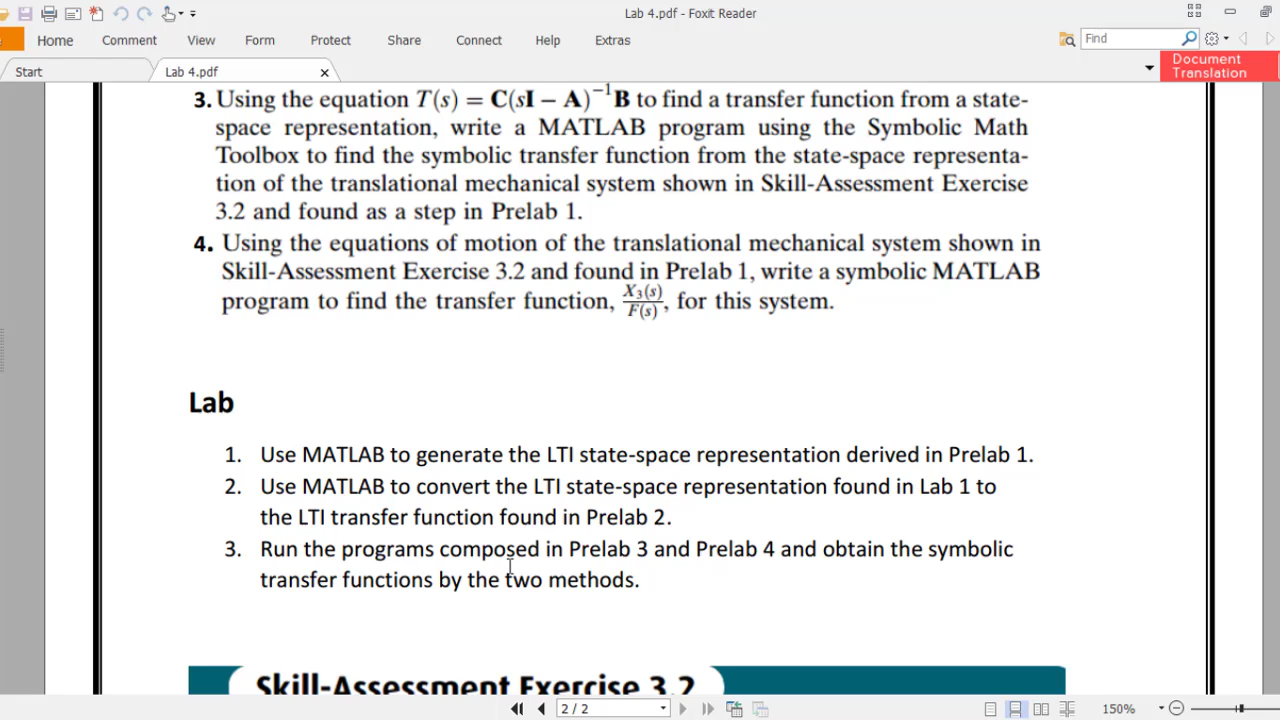 Lab 4.pdf - Foxit Reader
Home Comment View Form Protect Share Connect Help Extras
Find
Start
Lab 4.pdf
Document
Translation
3. Using the equation T(s) = C(sI − A)⁻¹B to find a transfer function from a state-
space representation, write a MATLAB program using the Symbolic Math
Toolbox to find the symbolic transfer function from the state-space representa-
tion of the translational mechanical system shown in Skill-Assessment Exercise
3.2 and found as a step in Prelab 1.
4. Using the equations of motion of the translational mechanical system shown in
Skill-Assessment Exercise 3.2 and found in Prelab 1, write a symbolic MATLAB
program to find the transfer function, X₃(s)/F(s), for this system.
Lab
1. Use MATLAB to generate the LTI state-space representation derived in Prelab 1.
2. Use MATLAB to convert the LTI state-space representation found in Lab 1 to
the LTI transfer function found in Prelab 2.
3. Run the programs composed in Prelab 3 and Prelab 4 and obtain the symbolic
transfer functions by the two methods.
Skill-Assessment Exercise 3.2
2 / 2
150%